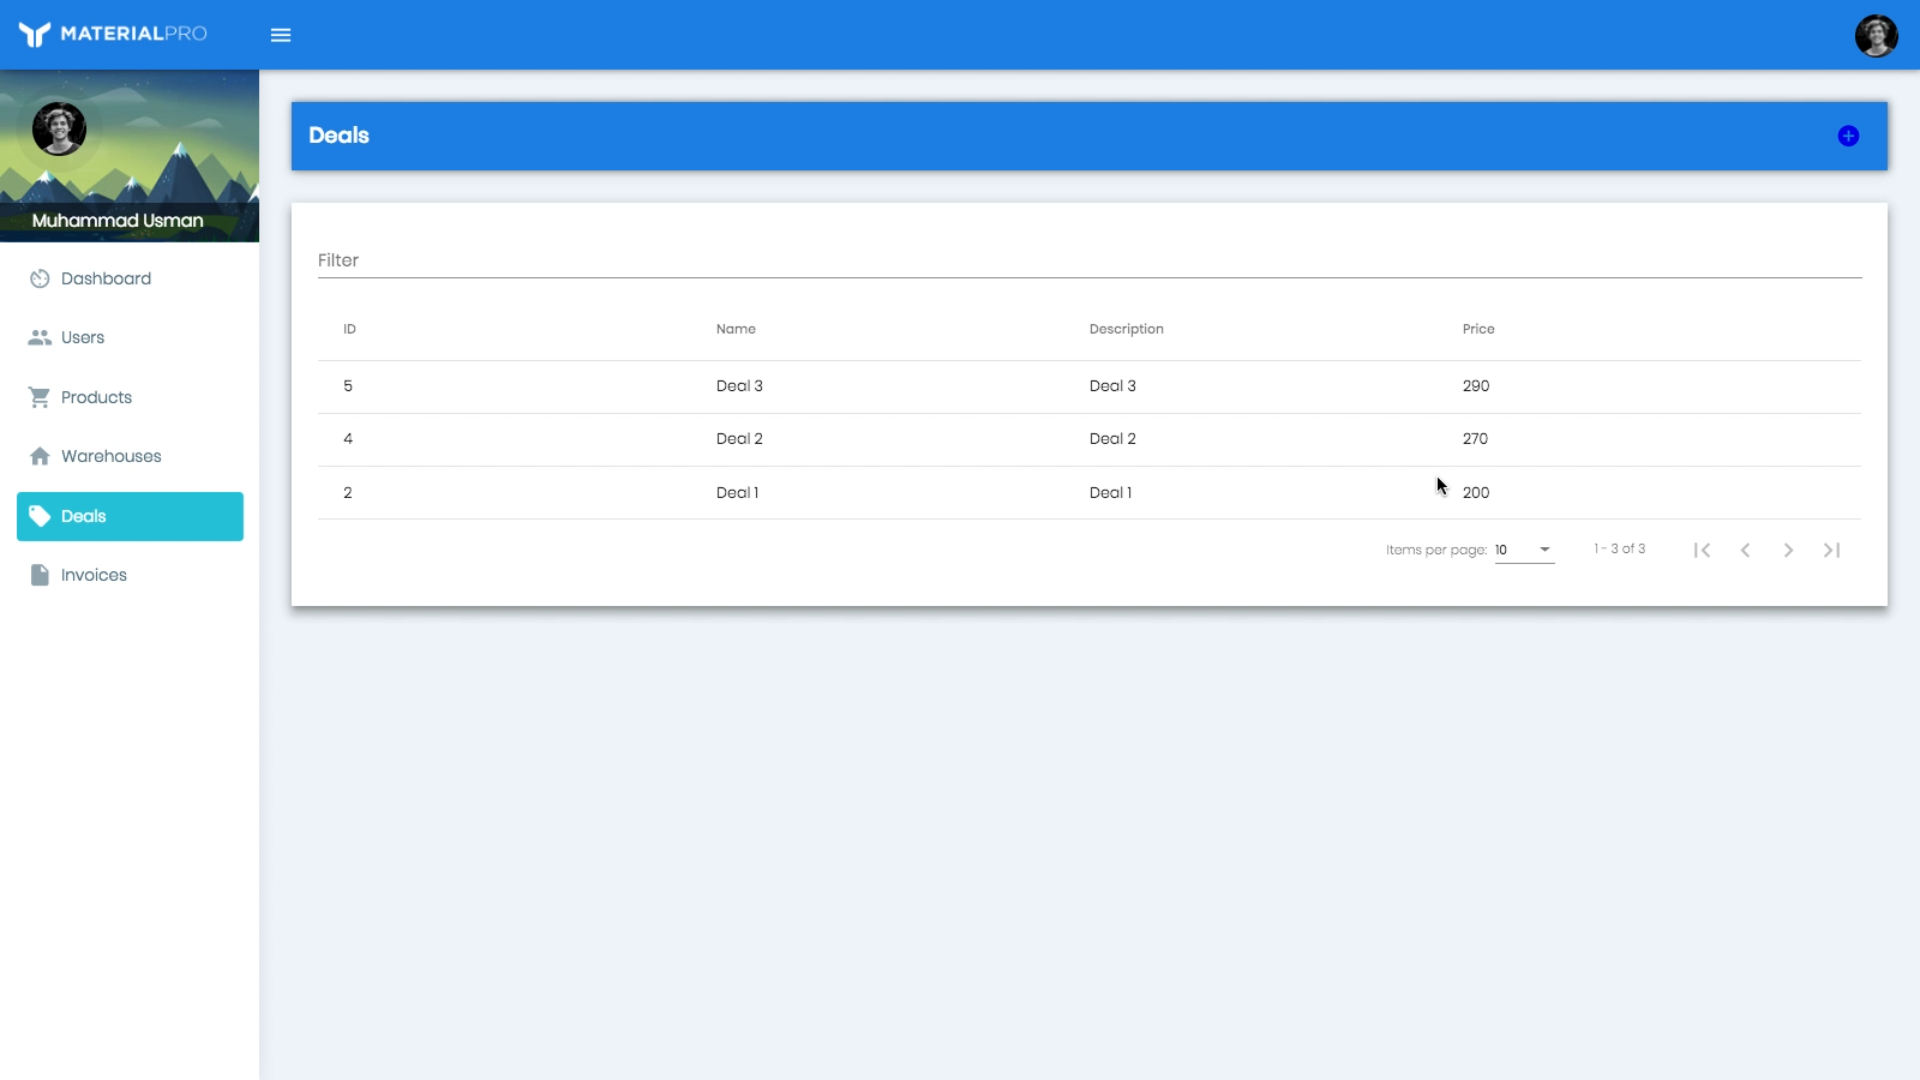 MATERIALPRO
Muhammad Usman
Dashboard
Users
Products
Warehouses
Deals
Invoices
Deals
Filter
ID Name Description Price
5 Deal 3 Deal 3 290
4 Deal 2 Deal 2 270
2 Deal 1 Deal 1 200
Items per page: 10 1 - 3 of 3